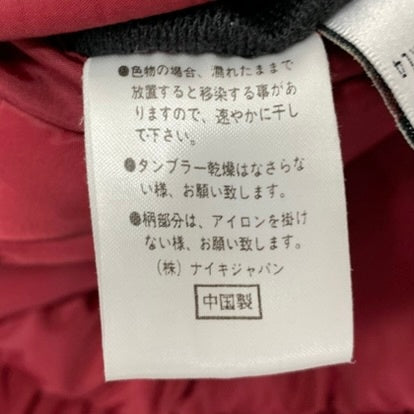 ●色物の場合、濡れたままで
放置すると移染する事があ
りますので、速やかに干し
て下さい。
●タンブラー乾燥はなさらな
い様、お願い致します。
●柄部分は、アイロンを掛け
ない様、お願い致します。
(株)ナイキジャパン
中国製